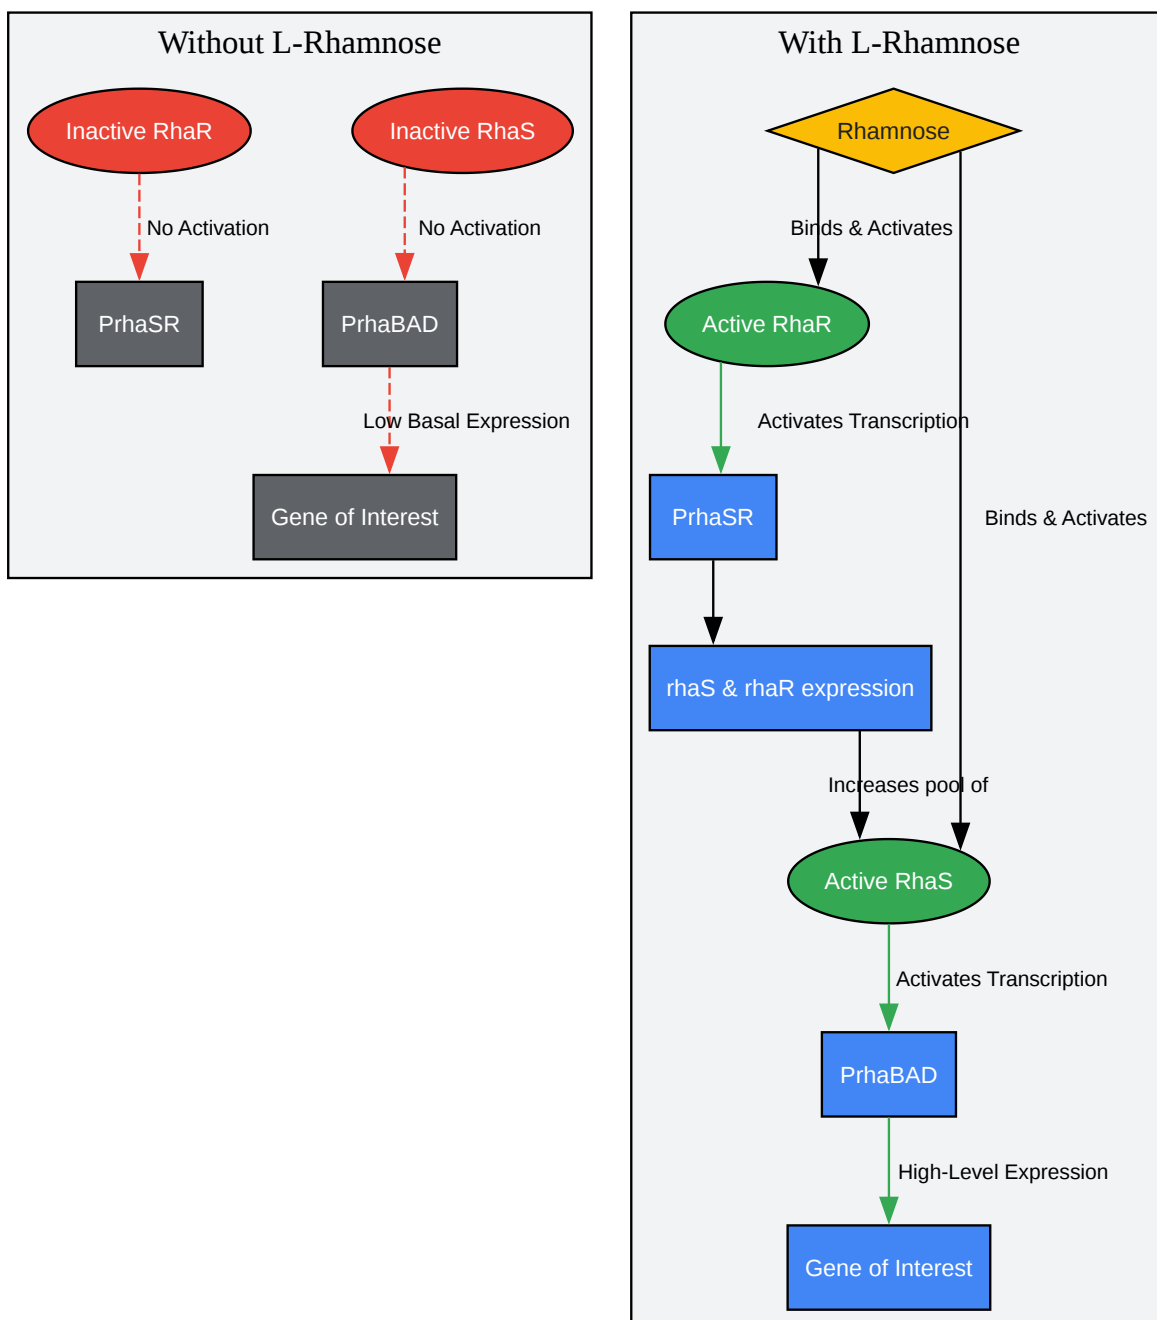 Without L-Rhamnose
Inactive RhaR
Inactive RhaS
No Activation
No Activation
PrhaSR
PrhaBAD
Low Basal Expression
Gene of Interest
With L-Rhamnose
Rhamnose
Binds & Activates
Active RhaR
Activates Transcription
PrhaSR
Binds & Activates
rhaS & rhaR expression
Increases pool of
Active RhaS
Activates Transcription
PrhaBAD
High-Level Expression
Gene of Interest